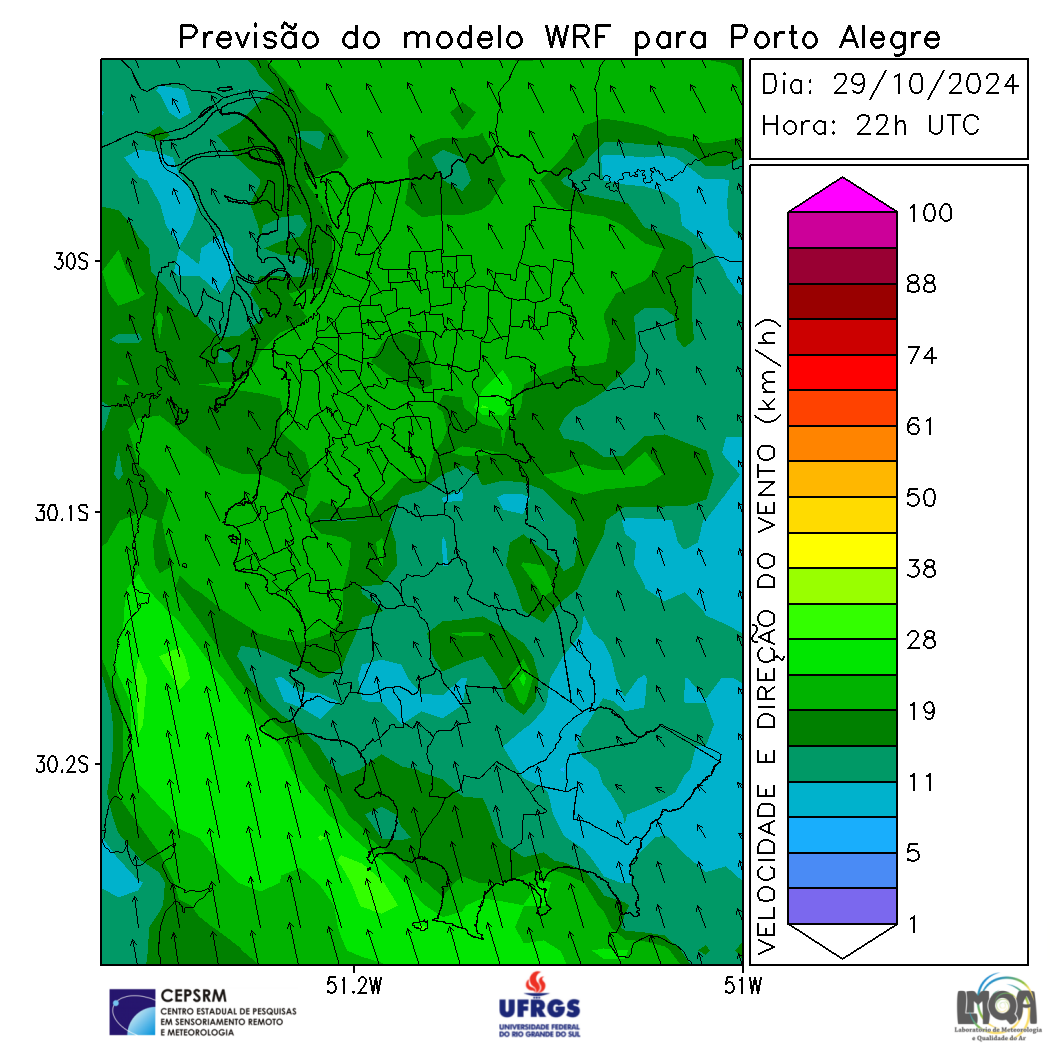 Previsão do modelo WRF para Porto Alegre
Dia: 29/10/2024
Hora: 22h UTC
30S
30.1S
30.2S
51.2W
51W
VELOCIDADE E DIREÇÃO DO VENTO (km/h)
100
88
74
61
50
38
28
19
11
5
1
CEPSRM
CENTRO ESTADUAL DE PESQUISAS
EM SENSORIAMENTO REMOTO
E METEOROLOGIA
UFRGS
UNIVERSIDADE FEDERAL
DO RIO GRANDE DO SUL
LMQA
Laboratório de Meteorologia
e Qualidade do Ar